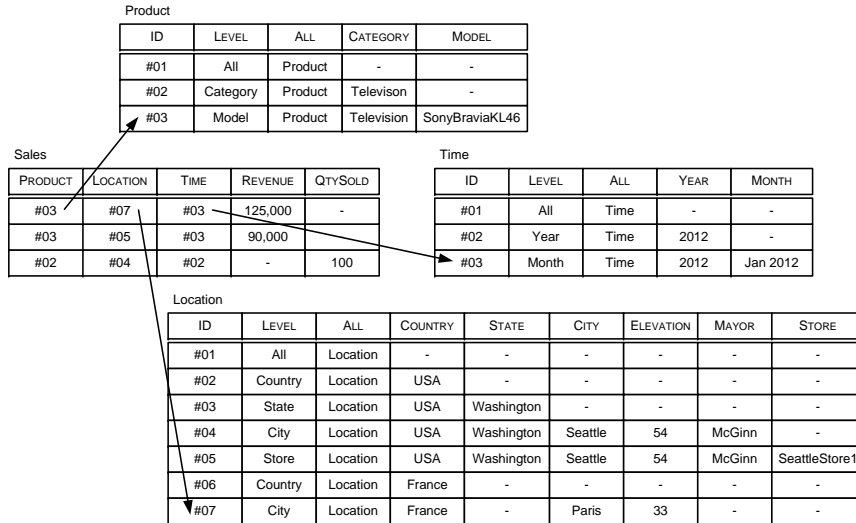 Product
ID LEVEL ALL CATEGORY MODEL
#01 All Product - -
#02 Category Product Televison -
#03 Model Product Television SonyBraviaKL46
Sales
PRODUCT LOCATION TIME REVENUE QTYSOLD
#03 #07 #03 125,000 -
#03 #05 #03 90,000
#02 #04 #02 - 100
Time
ID LEVEL ALL YEAR MONTH
#01 All Time - -
#02 Year Time 2012 -
#03 Month Time 2012 Jan 2012
Location
ID LEVEL ALL COUNTRY STATE CITY ELEVATION MAYOR STORE
#01 All Location - - - - - -
#02 Country Location USA - - - - -
#03 State Location USA Washington - - - -
#04 City Location USA Washington Seattle 54 McGinn -
#05 Store Location USA Washington Seattle 54 McGinn SeattleStore1
#06 Country Location France - - - - -
#07 City Location France - Paris 33 - -